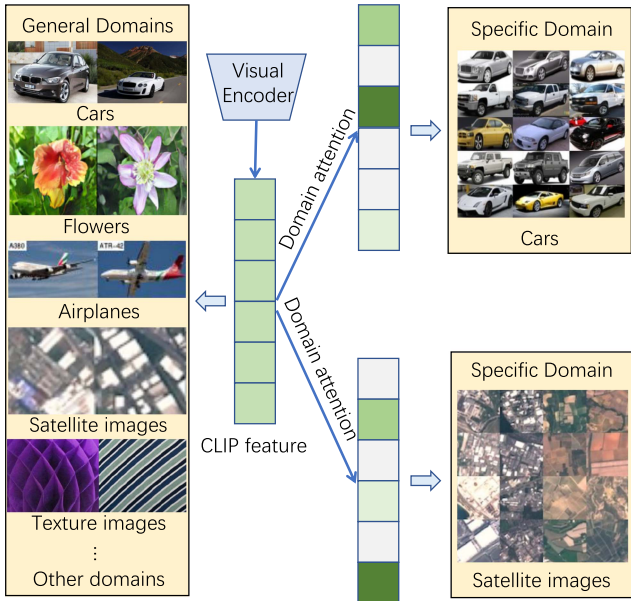 General Domains
Cars
Flowers
A380
ATR-42
Airplanes
Satellite images
Texture images
⋮
Other domains
Visual
Encoder
CLIP feature
Domain attention
Domain attention
Specific Domain
Cars
Specific Domain
Satellite images